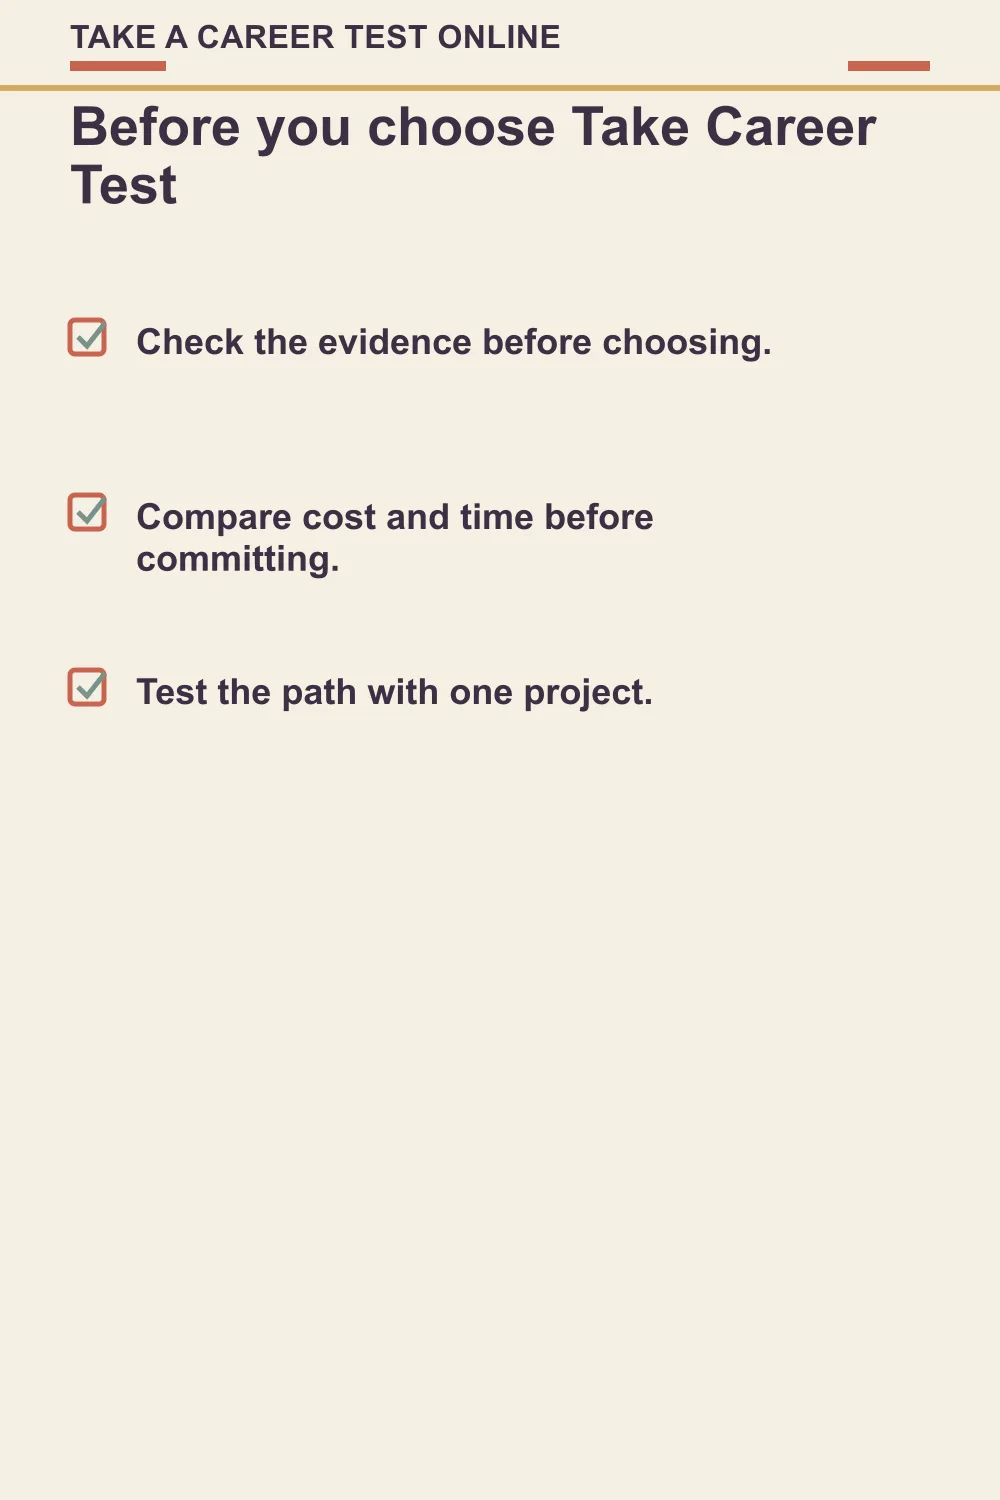 TAKE A CAREER TEST ONLINE
Before you choose Take Career
Test
Check the evidence before choosing.
Compare cost and time before
committing.
Test the path with one project.